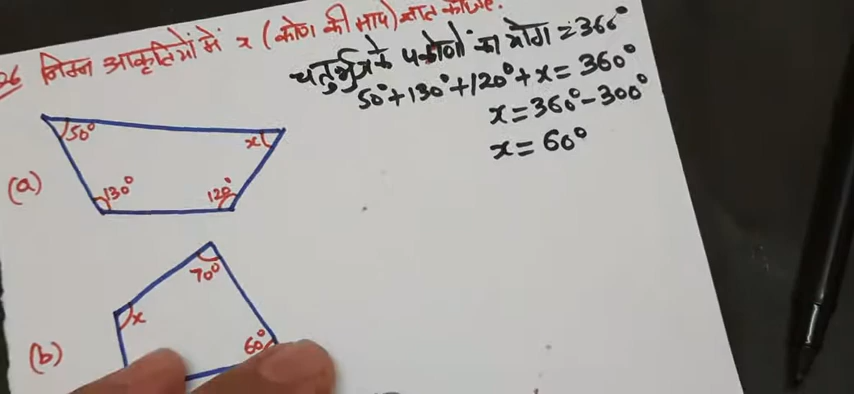 26 निम्न आकृतियों में x (कोण की माप) ज्ञात कीजिए.
चतुर्भुज के 4 कोणों का योग = 360°
50° + 130° + 120° + x = 360°
x = 360° - 300°
x = 60°
(a)
50°
x
130°
120°
(b)
70°
x
60°